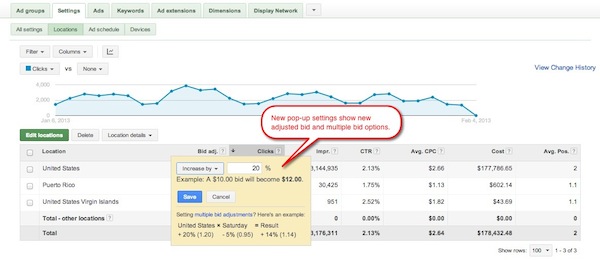 Ad groups Settings Ads Keywords Ad extensions Dimensions Display Network
All settings Locations Ad schedule Devices
Filter Columns
Clicks vs None View Change History
4,000
2,000
Jan 6, 2013 Feb 4, 2013
New pop-up settings show new
adjusted bid and multiple bid options.
Edit locations Delete Location details
Location Bid adj. ? Clicks ? Impr. ? CTR ? Avg. CPC ? Cost ? Avg. Pos. ?
United States 3,144,935 2.13% $2.66 $177,786.65 2
Puerto Rico 30,425 1.75% $1.13 $602.14 1.1
United States Virgin Islands 951 2.52% $1.82 $43.69 1.1
Total - other locations ? 0 0.00% $0.00 $0.00 0
Total 3,176,311 2.13% $2.64 $178,432.48 2
Increase by 20 %
Example: A $10.00 bid will become $12.00.
Save Cancel
Setting multiple bid adjustments? Here's an example:
United States × Saturday = Result
+ 20% (1.20) - 5% (0.95) + 14% (1.14)
Show rows: 100 1 - 3 of 3